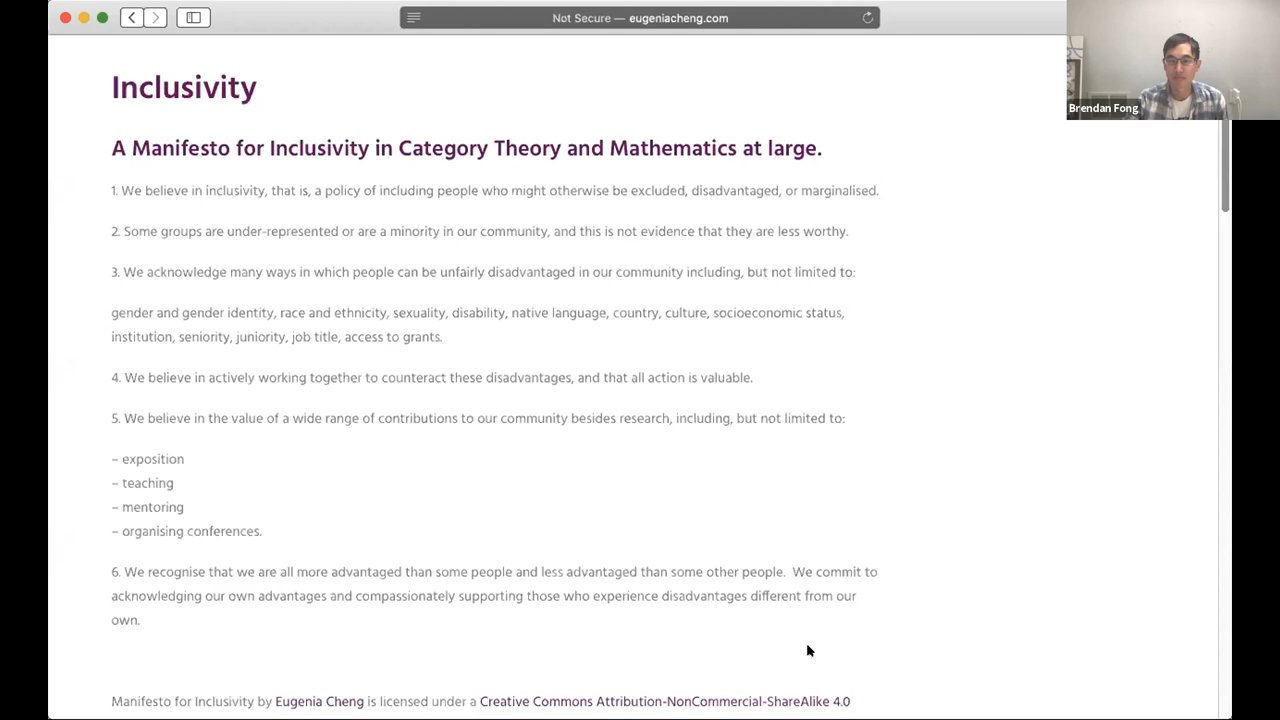 Not Secure — eugeniacheng.com
Brendan Fong
Inclusivity
A Manifesto for Inclusivity in Category Theory and Mathematics at large.
1. We believe in inclusivity, that is, a policy of including people who might otherwise be excluded, disadvantaged, or marginalised.
2. Some groups are under-represented or are a minority in our community, and this is not evidence that they are less worthy.
3. We acknowledge many ways in which people can be unfairly disadvantaged in our community including, but not limited to:
gender and gender identity, race and ethnicity, sexuality, disability, native language, country, culture, socioeconomic status,
institution, seniority, juniority, job title, access to grants.
4. We believe in actively working together to counteract these disadvantages, and that all action is valuable.
5. We believe in the value of a wide range of contributions to our community besides research, including, but not limited to:
– exposition
– teaching
– mentoring
– organising conferences.
6. We recognise that we are all more advantaged than some people and less advantaged than some other people. We commit to
acknowledging our own advantages and compassionately supporting those who experience disadvantages different from our
own.
Manifesto for Inclusivity by Eugenia Cheng is licensed under a Creative Commons Attribution-NonCommercial-ShareAlike 4.0